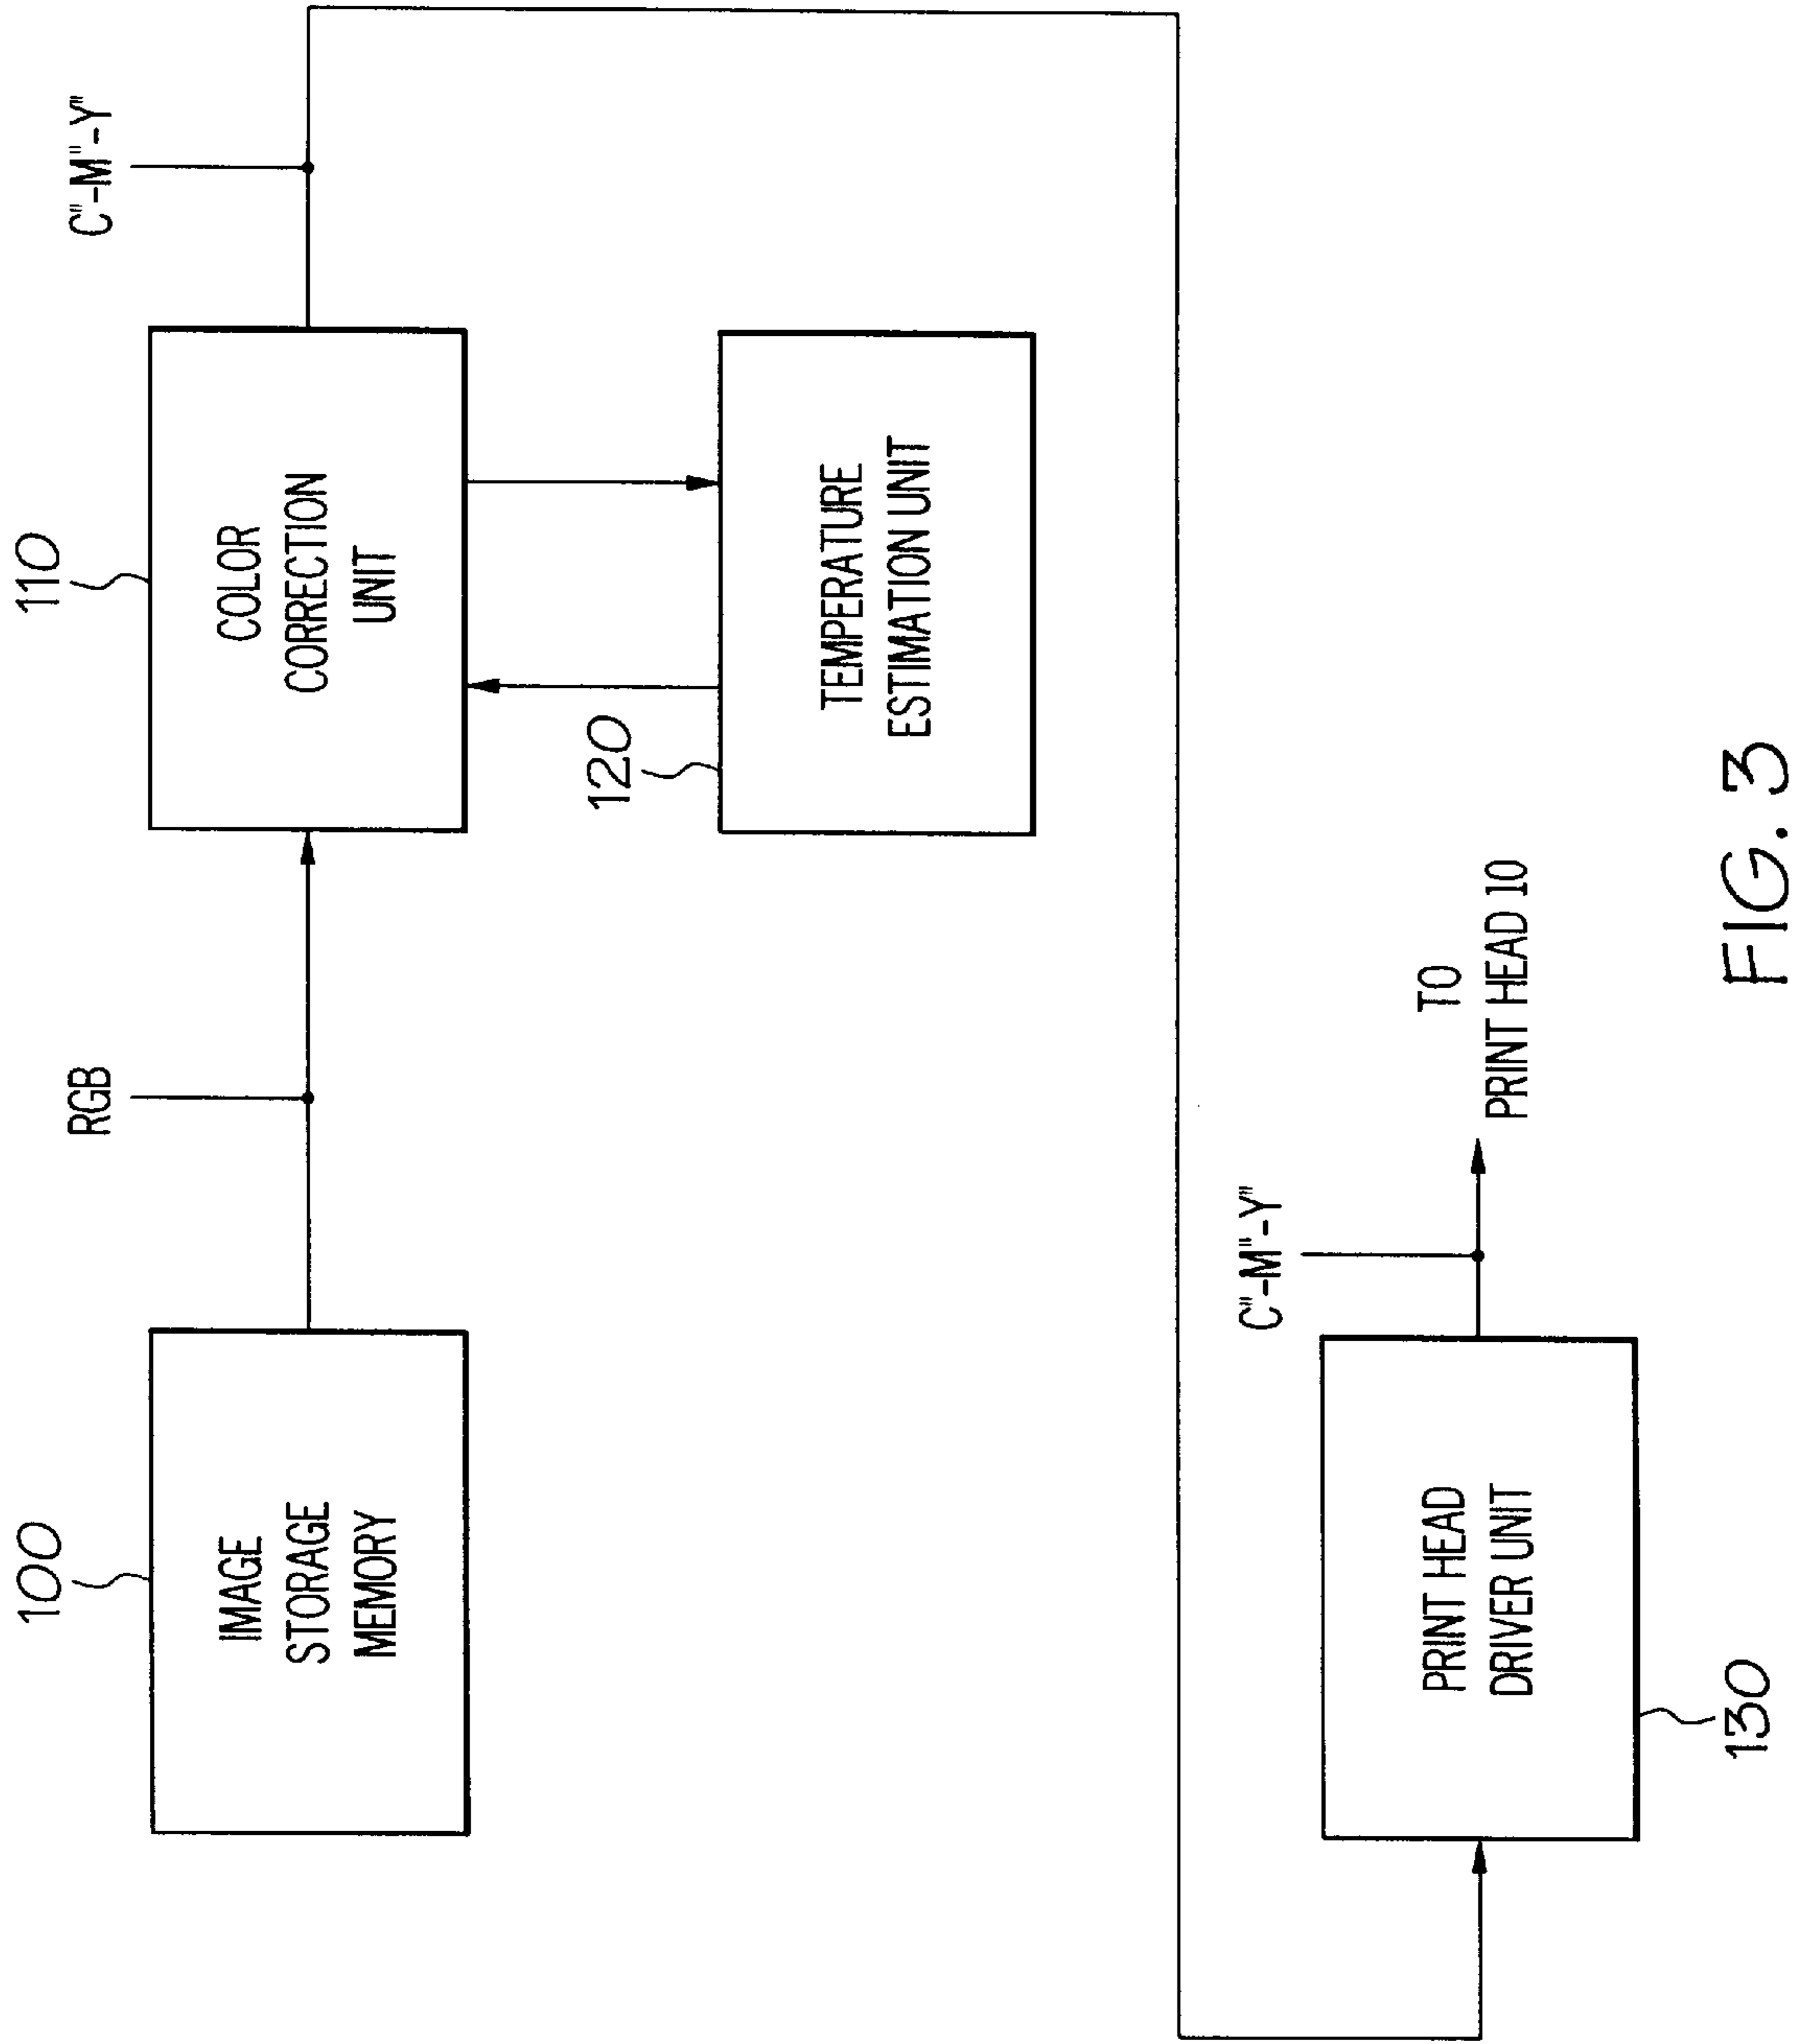 100
IMAGE
STORAGE
MEMORY
RGB
110
COLOR
CORRECTION
UNIT
C"-M"-Y"
120
TEMPERATURE
ESTIMATION UNIT
PRINT HEAD
DRIVER UNIT
130
C"-M"-Y"
TO
PRINT HEAD 10
FIG. 3